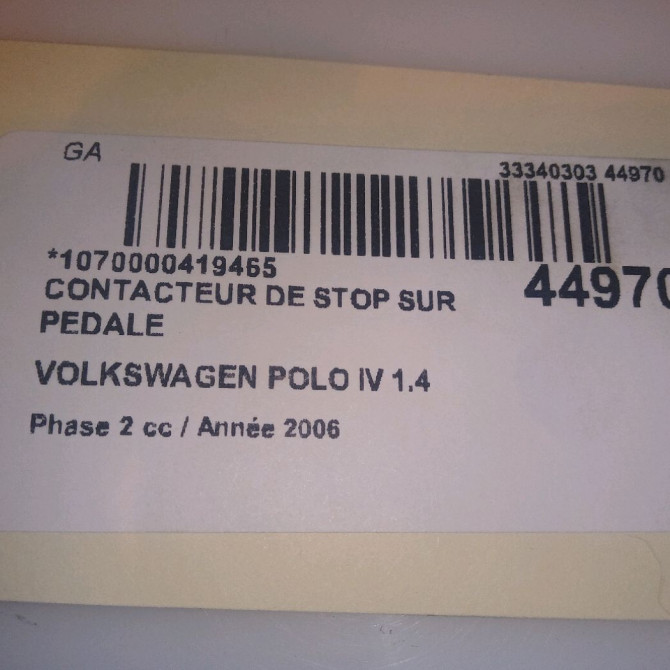 GA
33340303 44970
*1070000419465
44970
CONTACTEUR DE STOP SUR
PEDALE
VOLKSWAGEN POLO IV 1.4
Phase 2 cc / Année 2006